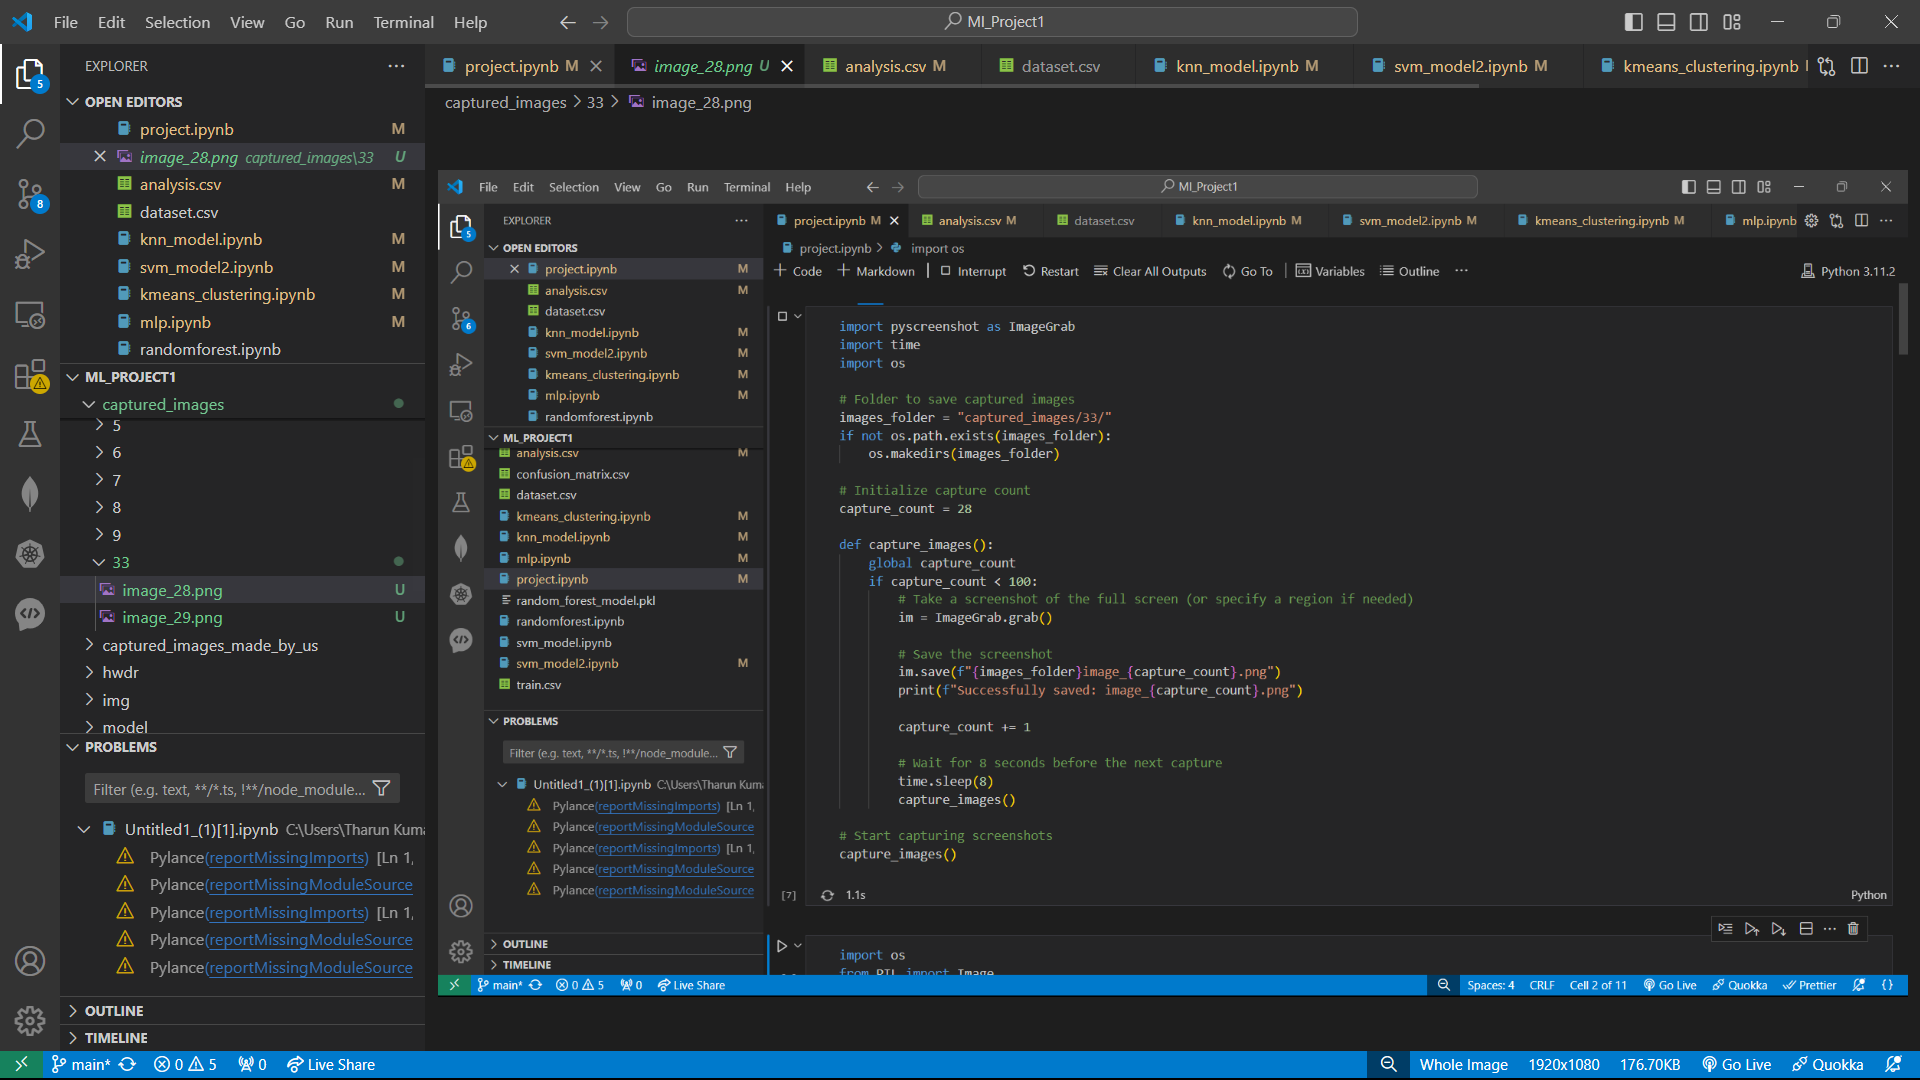 File Edit Selection View Go Run Terminal Help
MI_Project1
EXPLORER
project.ipynb M
image_28.png U
analysis.csv M
dataset.csv
knn_model.ipynb M
svm_model2.ipynb M
kmeans_clustering.ipynb
captured_images > 33 > image_28.png
5
8
OPEN EDITORS
project.ipynb M
image_28.png captured_images\33 U
analysis.csv M
dataset.csv
knn_model.ipynb M
svm_model2.ipynb M
kmeans_clustering.ipynb M
mlp.ipynb M
randomforest.ipynb
ML_PROJECT1
captured_images
5
6
7
8
9
33
image_28.png U
image_29.png U
captured_images_made_by_us
hwdr
img
model
PROBLEMS
Filter (e.g. text, **/*.ts, !**/node_module...
Untitled1_(1)[1].ipynb C:\Users\Tharun Kuma
Pylance(reportMissingImports) [Ln 1,
Pylance(reportMissingModuleSource
Pylance(reportMissingImports) [Ln 1,
Pylance(reportMissingModuleSource
Pylance(reportMissingModuleSource
OUTLINE
TIMELINE
File Edit Selection View Go Run Terminal Help
MI_Project1
EXPLORER
project.ipynb M
analysis.csv M
dataset.csv
knn_model.ipynb M
svm_model2.ipynb M
kmeans_clustering.ipynb M
mlp.ipynb
project.ipynb > import os
Code
Markdown
Interrupt
Restart
Clear All Outputs
Go To
Variables
Outline
Python 3.11.2
5
6
OPEN EDITORS
project.ipynb M
analysis.csv M
dataset.csv
knn_model.ipynb M
svm_model2.ipynb M
kmeans_clustering.ipynb M
mlp.ipynb M
randomforest.ipynb
ML_PROJECT1
analysis.csv M
confusion_matrix.csv
dataset.csv
kmeans_clustering.ipynb M
knn_model.ipynb M
mlp.ipynb M
project.ipynb M
random_forest_model.pkl
randomforest.ipynb
svm_model.ipynb
svm_model2.ipynb M
train.csv
PROBLEMS
Filter (e.g. text, **/*.ts, !**/node_module...
Untitled1_(1)[1].ipynb C:\Users\Tharun Kum
Pylance(reportMissingImports) [Ln 1,
Pylance(reportMissingModuleSource
Pylance(reportMissingImports) [Ln 1,
Pylance(reportMissingModuleSource
Pylance(reportMissingModuleSource
OUTLINE
TIMELINE
import pyscreenshot as ImageGrab
import time
import os
# Folder to save captured images
images_folder = "captured_images/33/"
if not os.path.exists(images_folder):
os.makedirs(images_folder)
# Initialize capture count
capture_count = 28
def capture_images():
global capture_count
if capture_count < 100:
# Take a screenshot of the full screen (or specify a region if needed)
im = ImageGrab.grab()
# Save the screenshot
im.save(f"{images_folder}image_{capture_count}.png")
print(f"Successfully saved: image_{capture_count}.png")
capture_count += 1
# Wait for 8 seconds before the next capture
time.sleep(8)
capture_images()
# Start capturing screenshots
capture_images()
[7] 1.1s Python
import os
from PIL import Image
main* 0 5 0 Live Share
Spaces: 4 CRLF Cell 2 of 11 Go Live Quokka Prettier {}
main* 0 5 0 Live Share
Whole Image 1920x1080 176.70KB Go Live Quokka